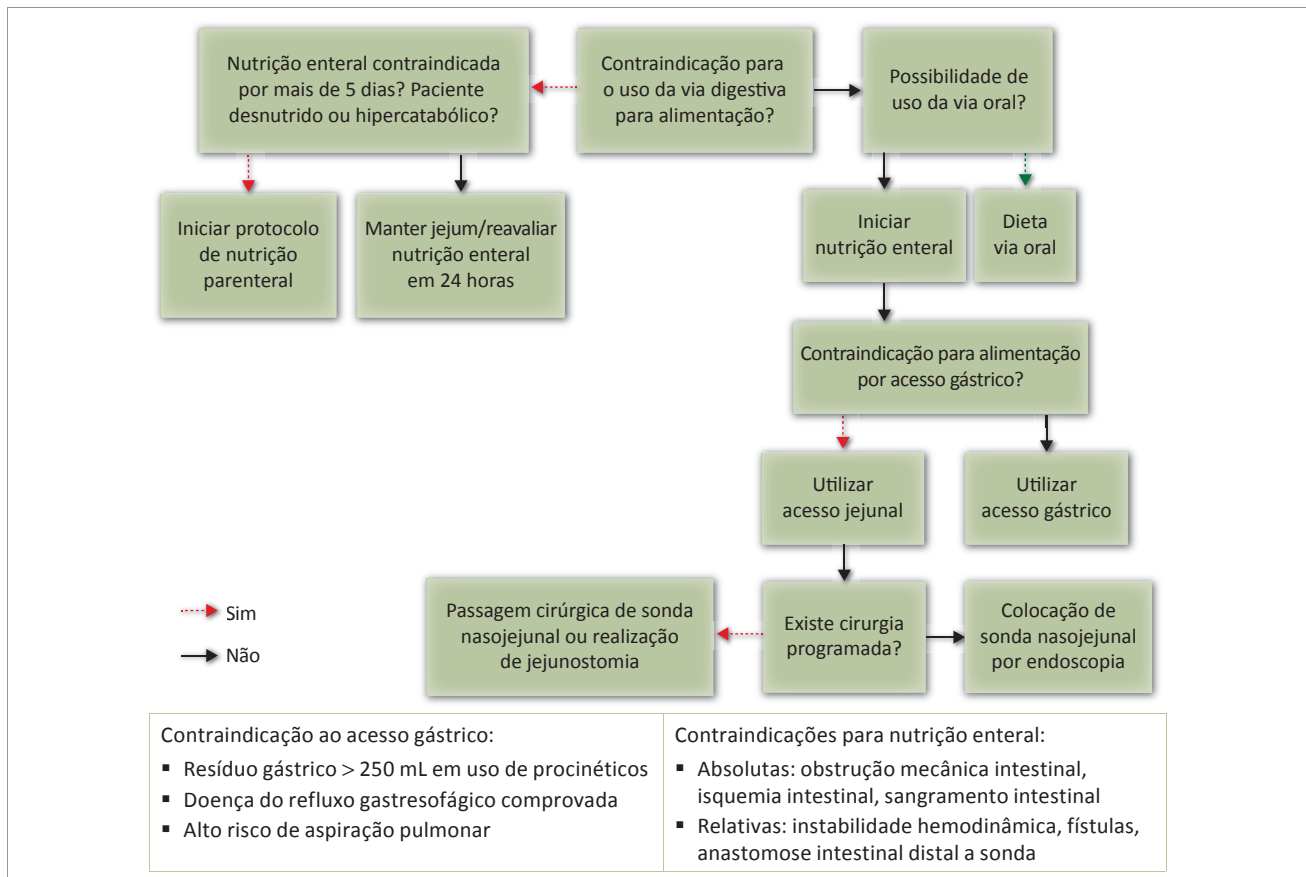 Nutrição enteral contraindicada
por mais de 5 dias? Paciente
desnutrido ou hipercatabólico?
Contraindicação para
o uso da via digestiva
para alimentação?
Possibilidade de
uso da via oral?
Iniciar protocolo
de nutrição
parenteral
Manter jejum/reavaliar
nutrição enteral
em 24 horas
Iniciar
nutrição enteral
Dieta
via oral
Contraindicação para alimentação
por acesso gástrico?
Utilizar
acesso jejunal
Utilizar
acesso gástrico
Passagem cirúrgica de sonda
nasojejunal ou realização
de jejunostomia
Existe cirurgia
programada?
Colocação de
sonda nasojejunal
por endoscopia
Sim
Não
Contraindicação ao acesso gástrico:
▪ Resíduo gástrico > 250 mL em uso de procinéticos
▪ Doença do refluxo gastresofágico comprovada
▪ Alto risco de aspiração pulmonar
Contraindicações para nutrição enteral:
▪ Absolutas: obstrução mecânica intestinal,
isquemia intestinal, sangramento intestinal
▪ Relativas: instabilidade hemodinâmica, fístulas,
anastomose intestinal distal a sonda